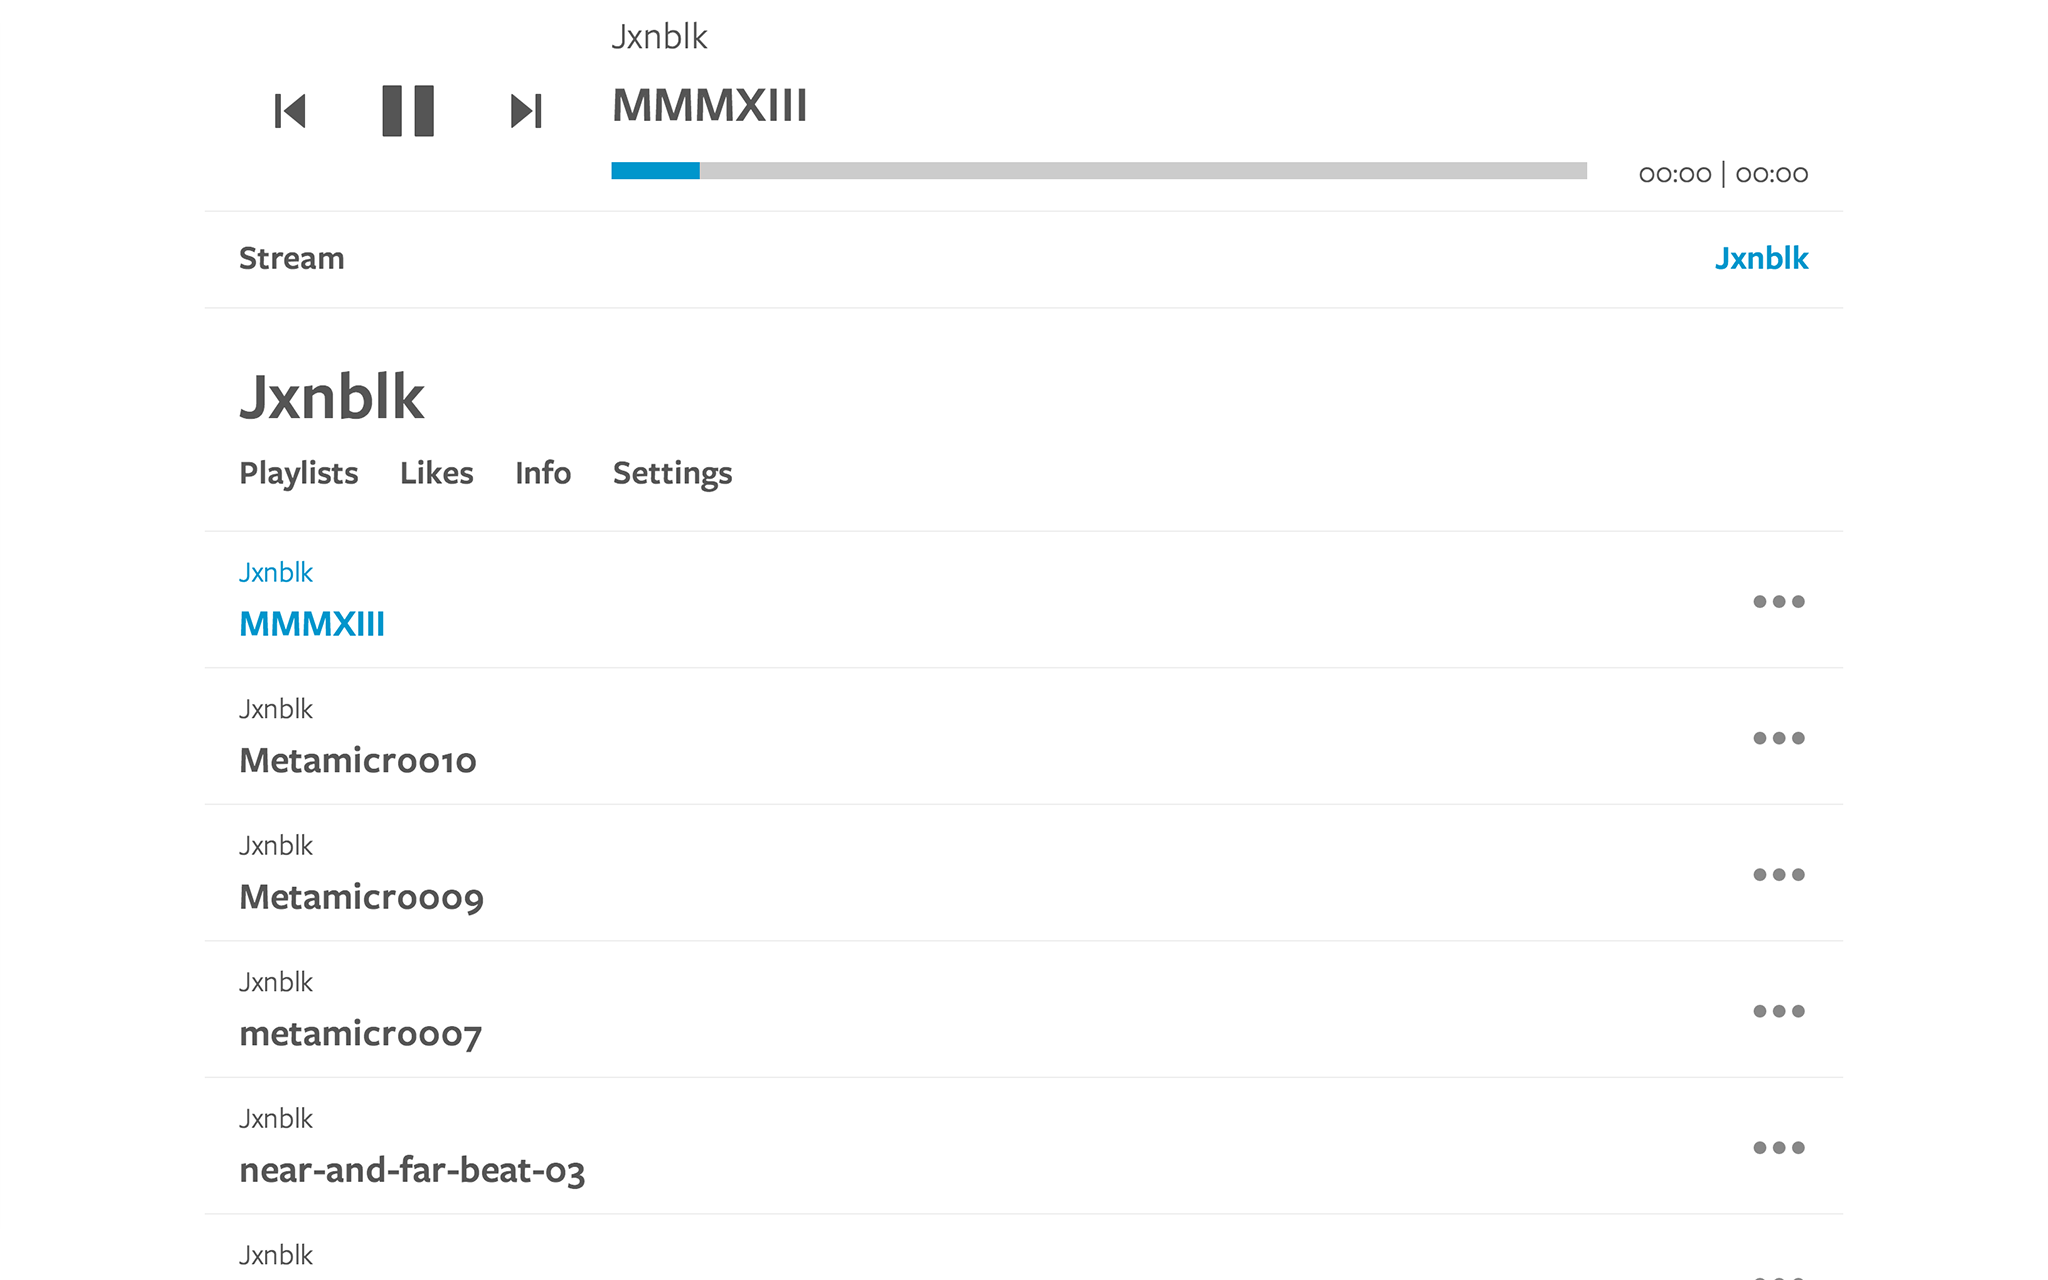 Jxnblk
MMMXIII
00:00 | 00:00
Stream
Jxnblk
Jxnblk
Playlists Likes Info Settings
Jxnblk
MMMXIII
Jxnblk
Metamicro010
Jxnblk
Metamicro009
Jxnblk
metamicro007
Jxnblk
near-and-far-beat-03
Jxnblk